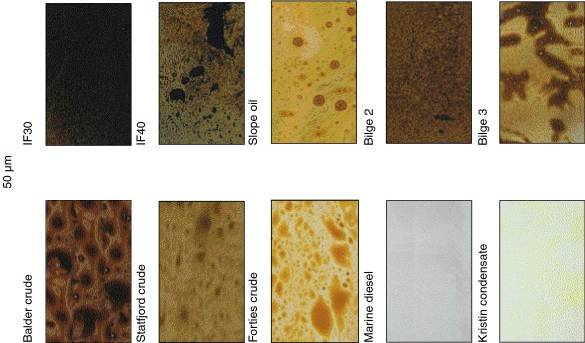 IF30
IF40
Slope oil
Bilge 2
Bilge 3
50 µm
Balder crude
Statfjord crude
Forties crude
Marine diesel
Kristin condensate